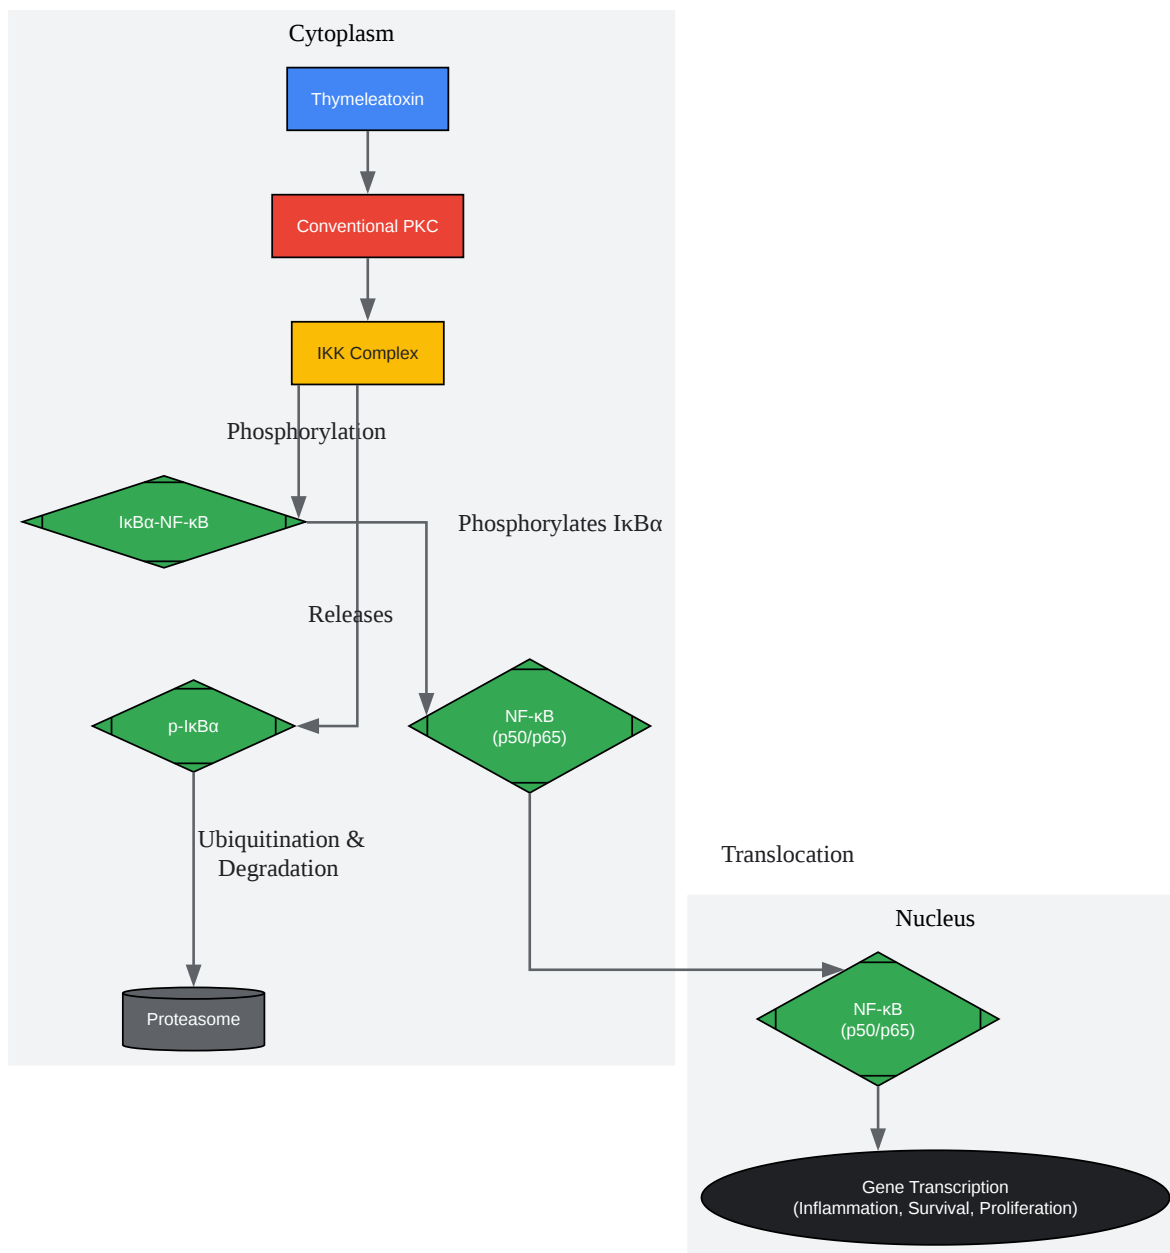 Cytoplasm
Thymeleatoxin
Conventional PKC
IKK Complex
Phosphorylation
IκBα-NF-κB
Phosphorylates IκBα
Releases
p-IκBα
NF-κB
(p50/p65)
Ubiquitination &
Degradation
Translocation
Proteasome
Nucleus
NF-κB
(p50/p65)
Gene Transcription
(Inflammation, Survival, Proliferation)